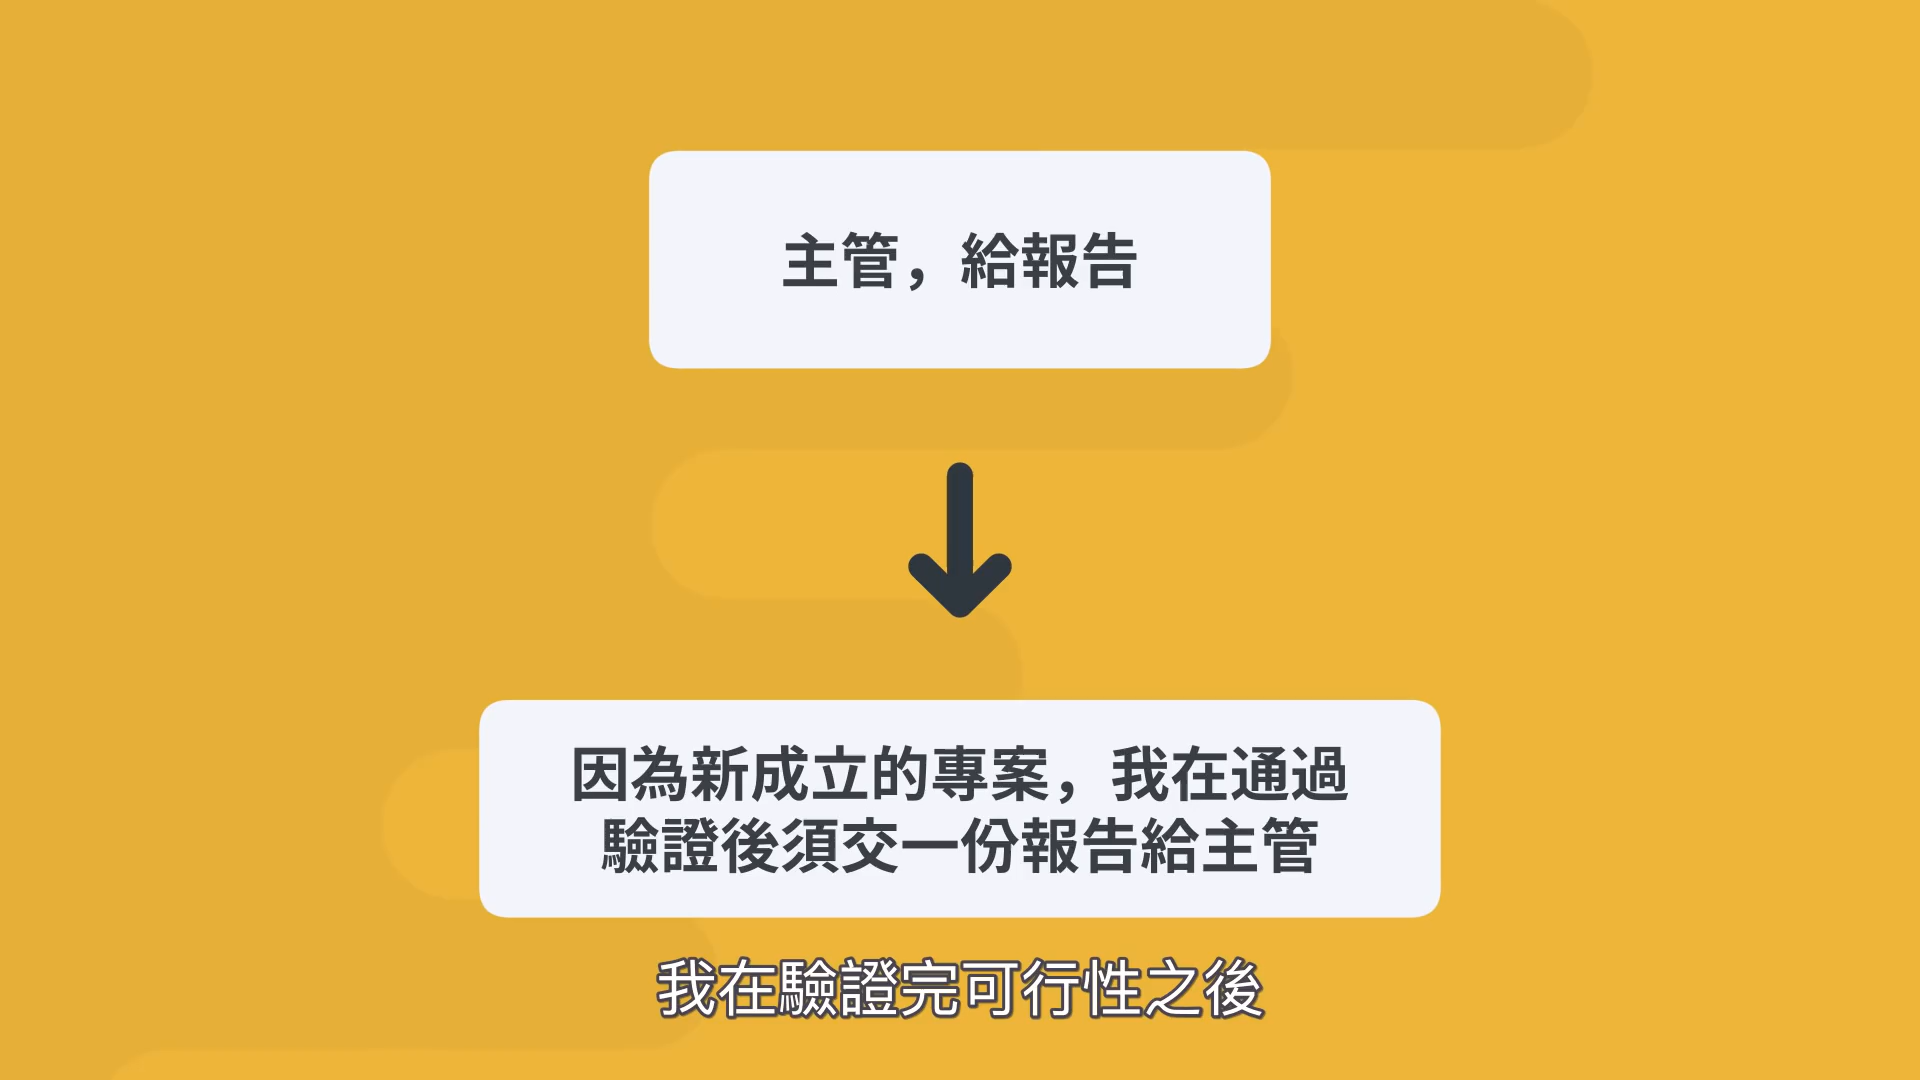 主管，給報告
因為新成立的專案，我在通過
驗證後須交一份報告給主管
我在驗證完可行性之後